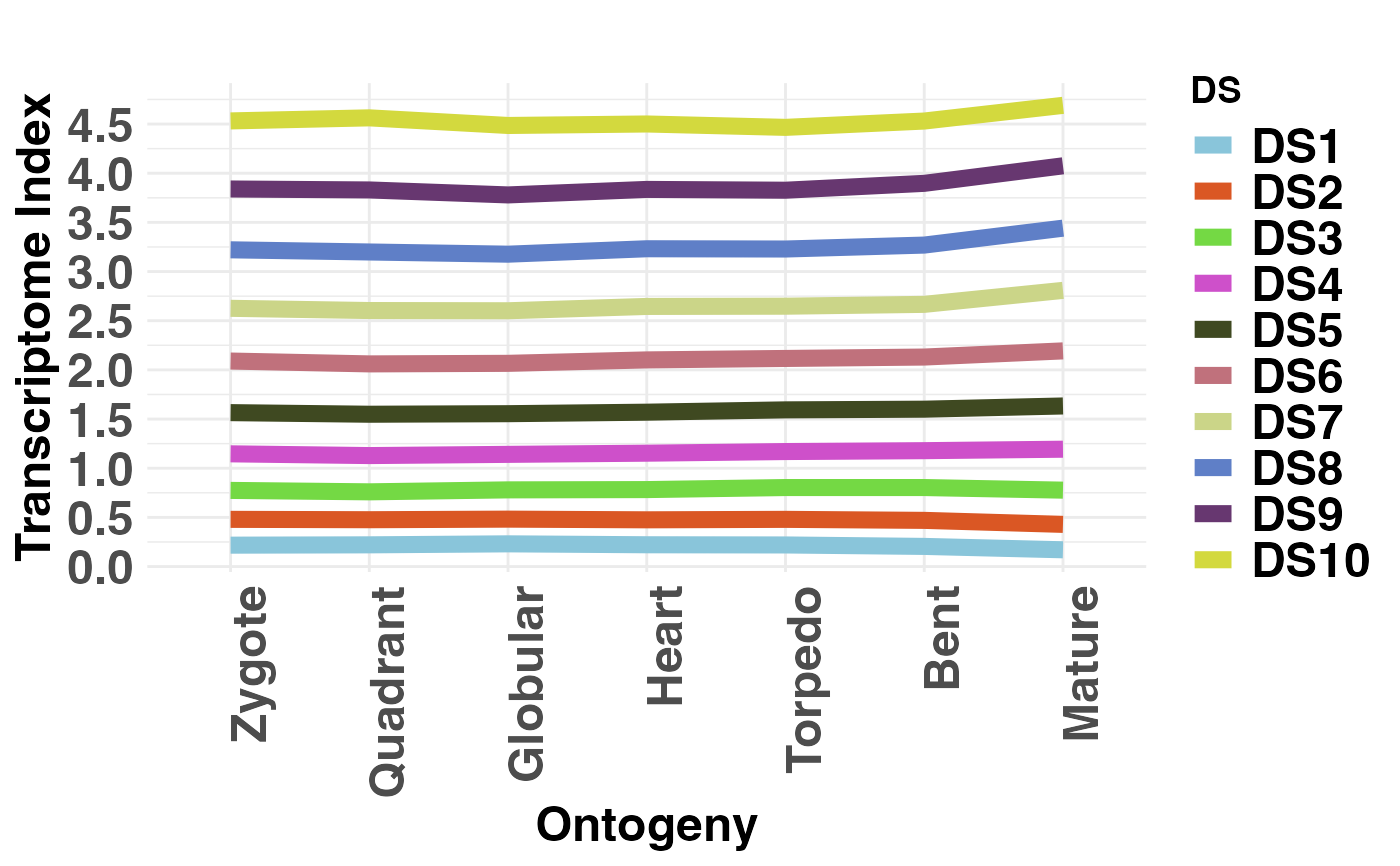 Transcriptome Index
4.5
4.0
3.5
3.0
2.5
2.0
1.5
1.0
0.5
0.0
Zygote
Quadrant
Globular
Heart
Torpedo
Bent
Mature
Ontogeny
DS
DS1
DS2
DS3
DS4
DS5
DS6
DS7
DS8
DS9
DS10